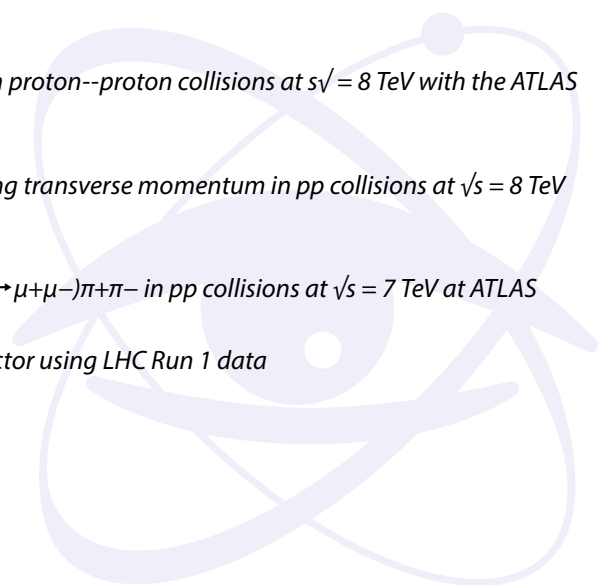 proton--proton collisions at s√ = 8 TeV with the ATLAS
transverse momentum in pp collisions at √s = 8 TeV
μ+μ−)π+π− in pp collisions at √s = 7 TeV at ATLAS
using LHC Run 1 data